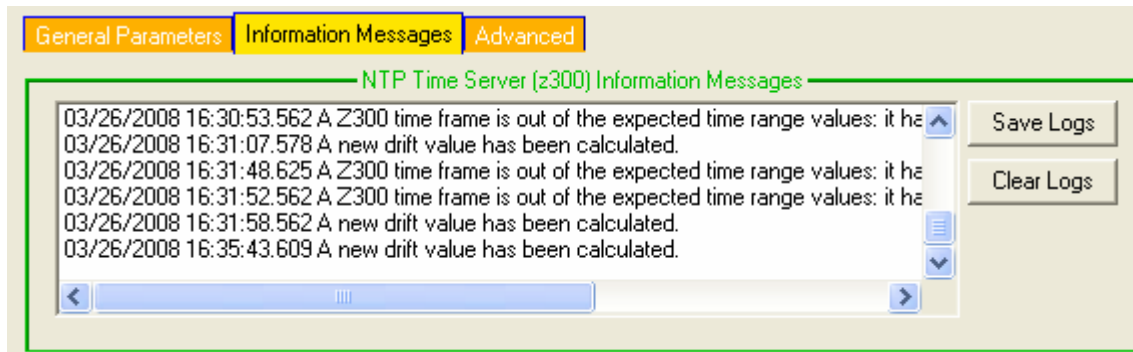 General Parameters Information Messages Advanced
NTP Time Server (z300) Information Messages
03/26/2008 16:30:53.562 A Z300 time frame is out of the expected time range values: it ha
03/26/2008 16:31:07.578 A new drift value has been calculated.
03/26/2008 16:31:48.625 A Z300 time frame is out of the expected time range values: it ha
03/26/2008 16:31:52.562 A Z300 time frame is out of the expected time range values: it ha
03/26/2008 16:31:58.562 A new drift value has been calculated.
03/26/2008 16:35:43.609 A new drift value has been calculated.
Save Logs
Clear Logs